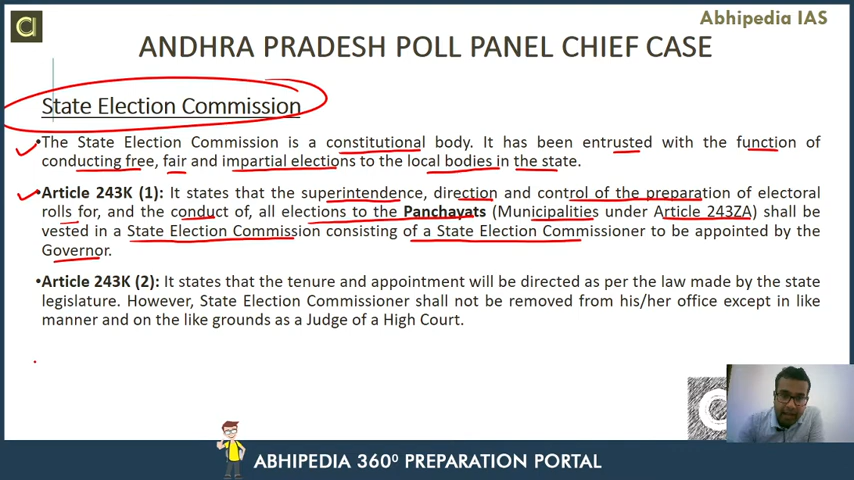 Abhipedia IAS
ANDHRA PRADESH POLL PANEL CHIEF CASE
State Election Commission
•The State Election Commission is a constitutional body. It has been entrusted with the function of
conducting free, fair and impartial elections to the local bodies in the state.
•Article 243K (1): It states that the superintendence, direction and control of the preparation of electoral
rolls for, and the conduct of, all elections to the Panchayats (Municipalities under Article 243ZA) shall be
vested in a State Election Commission consisting of a State Election Commissioner to be appointed by the
Governor.
•Article 243K (2): It states that the tenure and appointment will be directed as per the law made by the state
legislature. However, State Election Commissioner shall not be removed from his/her office except in like
manner and on the like grounds as a Judge of a High Court.
ABHIPEDIA 360⁰ PREPARATION PORTAL